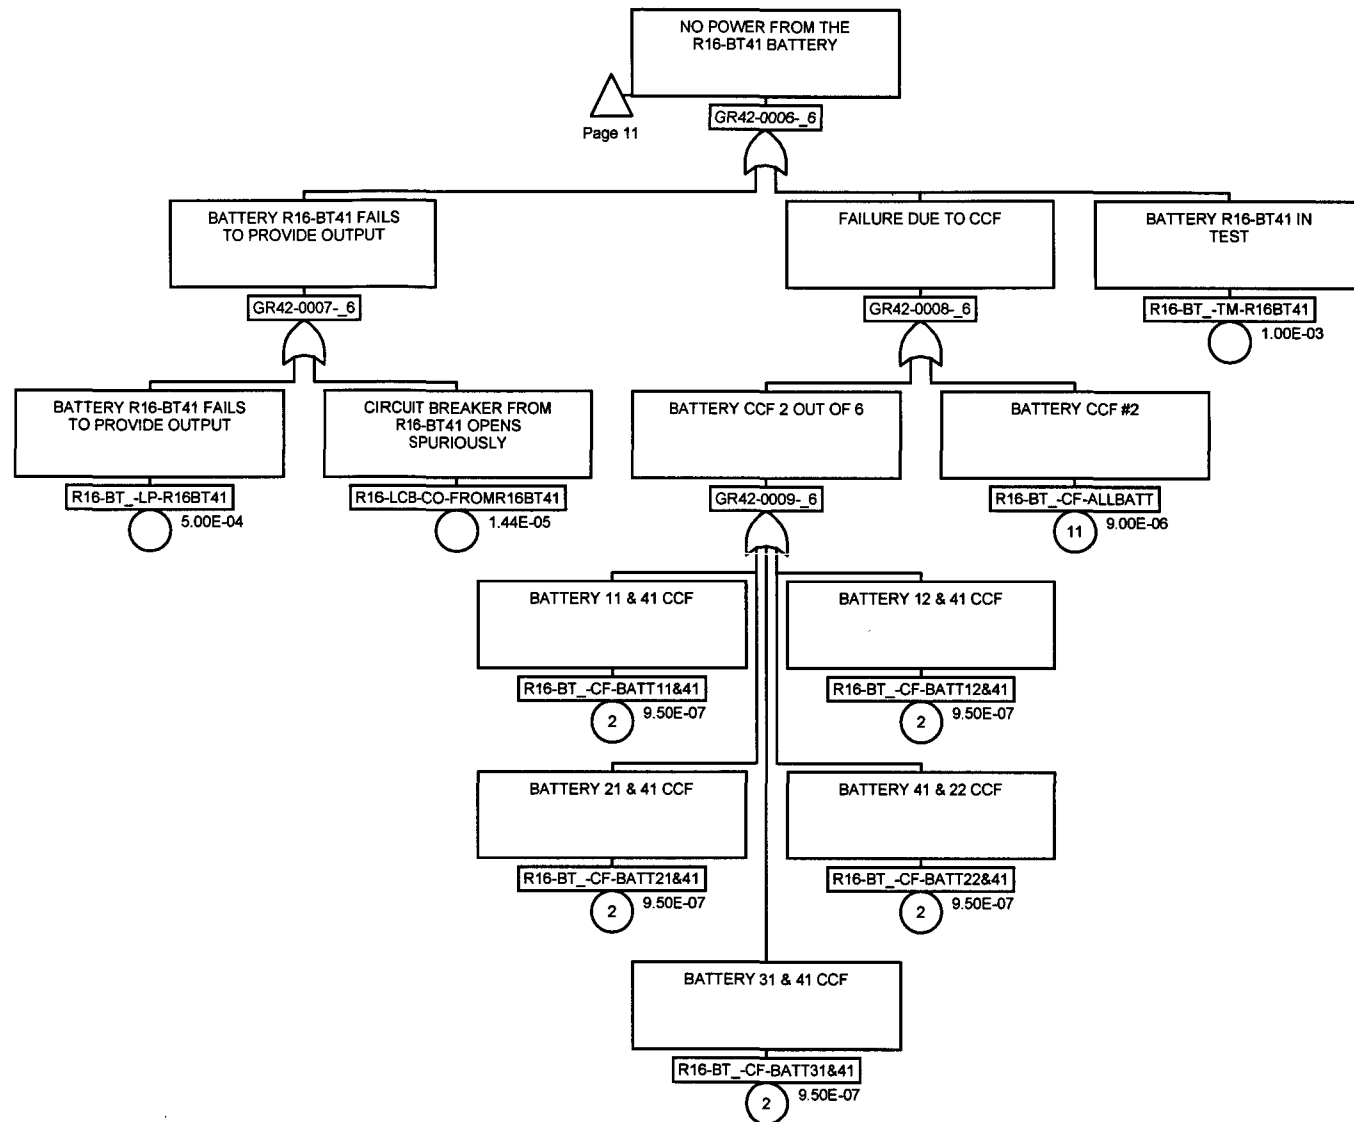 NO POWER FROM THE
R16-BT41 BATTERY
Page 11
GR42-0006-_6
BATTERY R16-BT41 FAILS
TO PROVIDE OUTPUT
GR42-0007-_6
FAILURE DUE TO CCF
GR42-0008-_6
BATTERY R16-BT41 IN
TEST
R16-BT_-TM-R16BT41
1.00E-03
BATTERY R16-BT41 FAILS
TO PROVIDE OUTPUT
R16-BT_-LP-R16BT41
5.00E-04
CIRCUIT BREAKER FROM
R16-BT41 OPENS
SPURIOUSLY
R16-LCB-CO-FROMR16BT41
1.44E-05
BATTERY CCF 2 OUT OF 6
GR42-0009-_6
BATTERY CCF #2
R16-BT_-CF-ALLBATT
11
9.00E-06
BATTERY 11 & 41 CCF
R16-BT_-CF-BATT11&41
2
9.50E-07
BATTERY 12 & 41 CCF
R16-BT_-CF-BATT12&41
2
9.50E-07
BATTERY 21 & 41 CCF
R16-BT_-CF-BATT21&41
2
9.50E-07
BATTERY 41 & 22 CCF
R16-BT_-CF-BATT22&41
2
9.50E-07
BATTERY 31 & 41 CCF
R16-BT_-CF-BATT31&41
2
9.50E-07